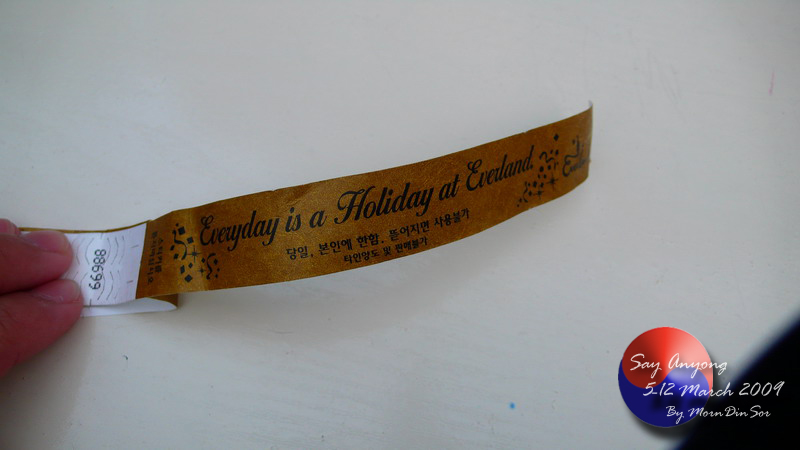 Everyday is a Holiday at Everland.
당일, 본인에 한함, 뜯어지면 사용불가
타인양도 및 판매불가
88699
Say Anyong
5-12 March 2009
By MornDinSor